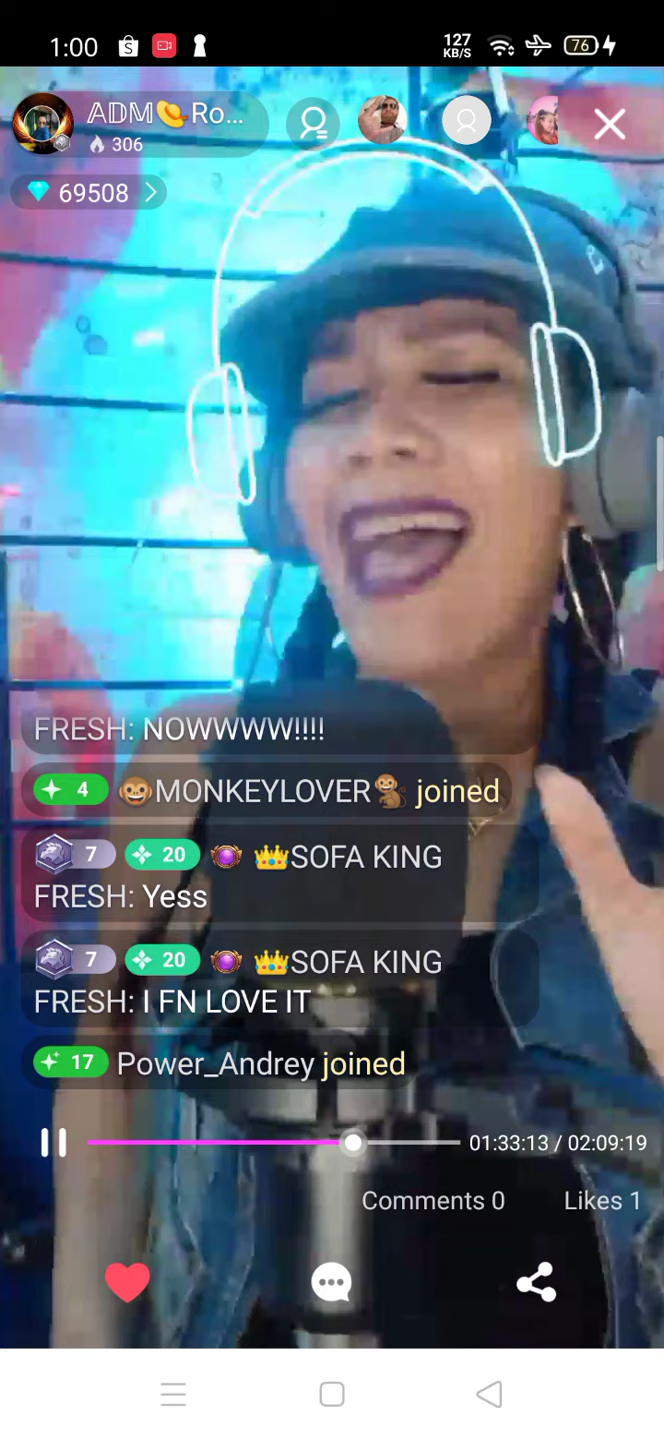 1:00
127
KB/S
76
𝔸𝔻𝕄👒Ro...
306
69508
FRESH: NOWWWW!!!!
4 🐵MONKEYLOVER🐒 joined
7 20 👑SOFA KING
FRESH: Yess
7 20 👑SOFA KING
FRESH: I FN LOVE IT
17 Power_Andrey joined
01:33:13 / 02:09:19
Comments 0 Likes 1